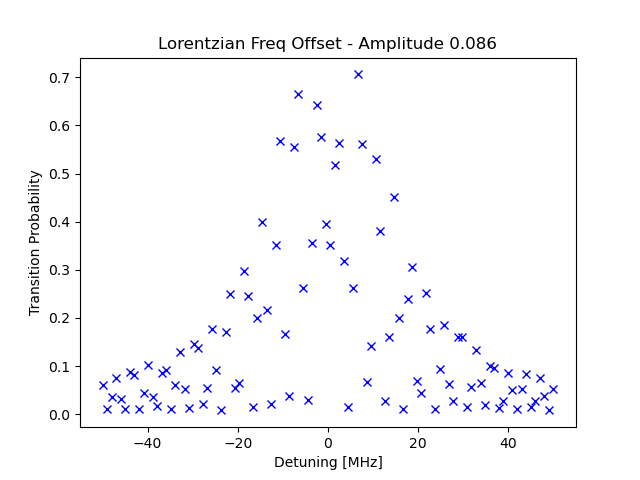 Lorentzian Freq Offset - Amplitude 0.086
0.7
0.6
0.5
0.4
0.3
0.2
0.1
0.0
Transition Probability
−40 −20 0 20 40
Detuning [MHz]